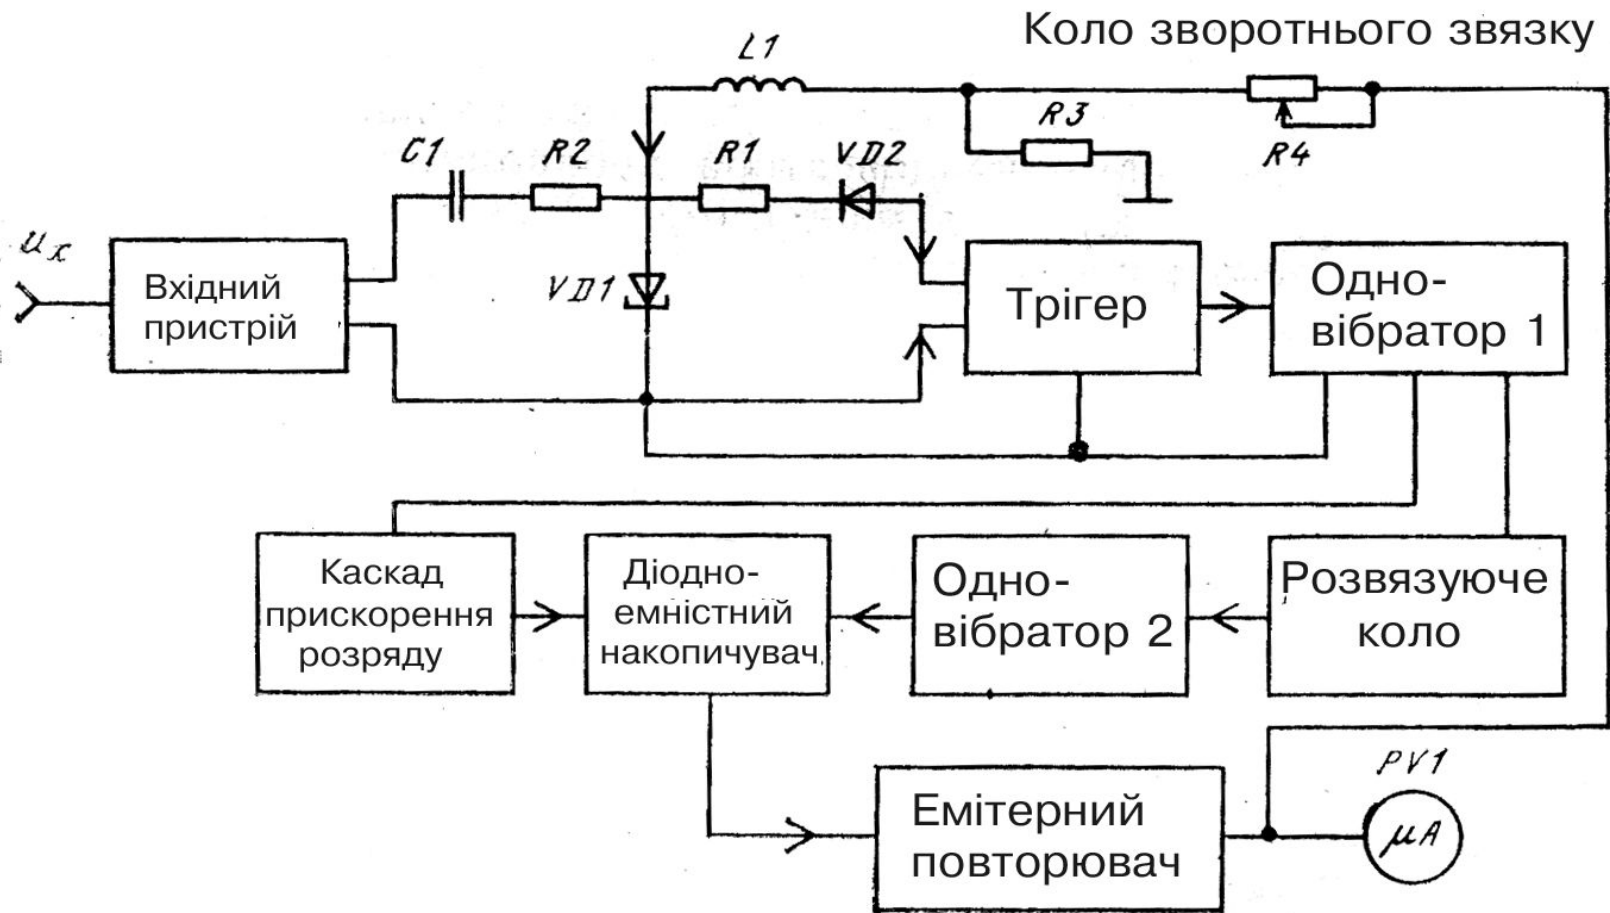 Коло зворотнього звязку
L1
C1
R2
R1
VD2
R3
R4
Uх
Вхідний
пристрій
VD1
Трігер
Одно-
вібратор 1
Каскад
прискорення
розряду
Діодно-
емністний
накопичувач
Одно-
вібратор 2
Розвязуюче
коло
Емітерний
повторювач
PV1
μA